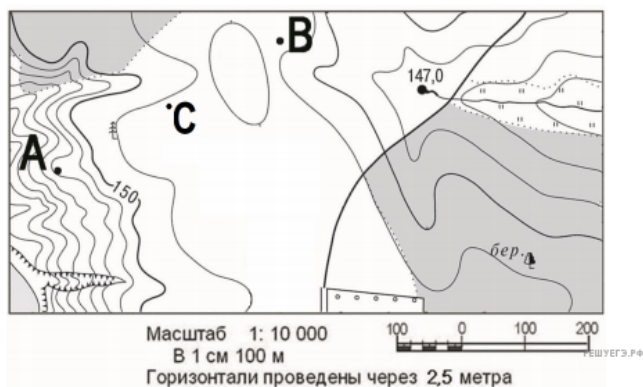 B
147,0
C
A
150
бер.
Масштаб 1: 10 000
В 1 см 100 м
100 0 100 200
Горизонтали проведены через 2,5 метра
РЕШУЕГЭ.РФ